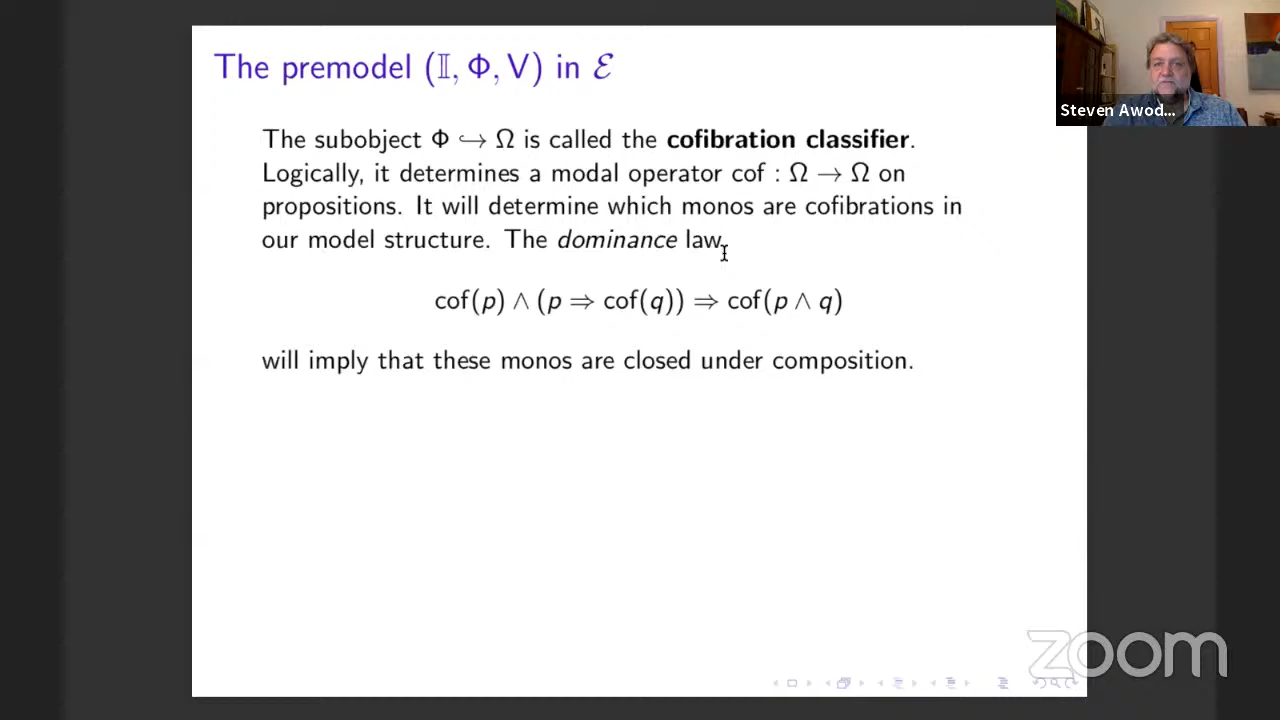 The premodel (𝕀, Φ, V) in ℰ
Steven Awod...
The subobject Φ ↪ Ω is called the cofibration classifier.
Logically, it determines a modal operator cof : Ω → Ω on
propositions. It will determine which monos are cofibrations in
our model structure. The dominance law
cof(p) ∧ (p ⇒ cof(q)) ⇒ cof(p ∧ q)
will imply that these monos are closed under composition.
zoom